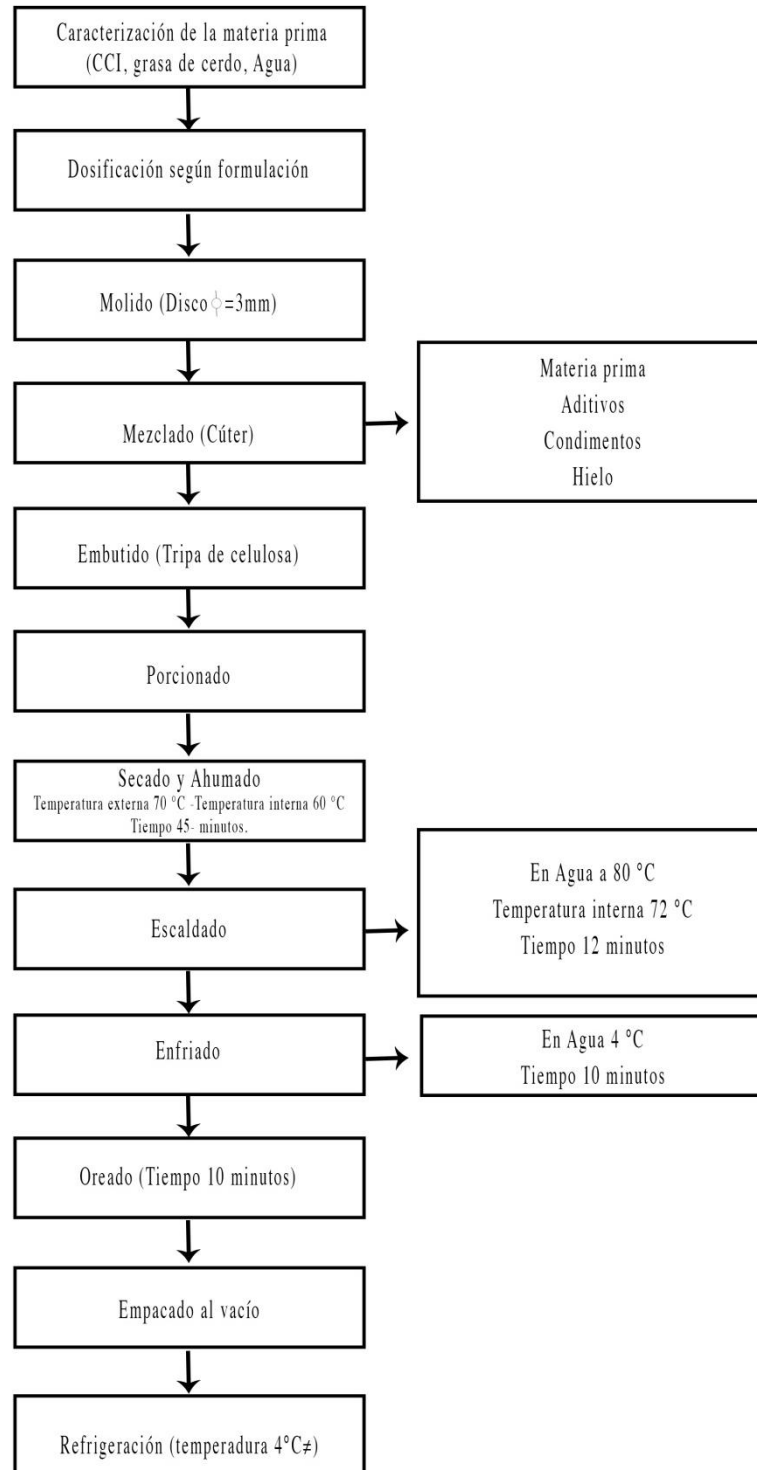 Caracterización de la materia prima
(CCI, grasa de cerdo, Agua)
Dosificación según formulación
Molido (Disco⌀=3mm)
Mezclado (Cúter)
Materia prima
Aditivos
Condimentos
Hielo
Embutido (Tripa de celulosa)
Porcionado
Secado y Ahumado
Temperatura externa 70 °C -Temperatura interna 60 °C
Tiempo 45- minutos.
Escaldado
En Agua a 80 °C
Temperatura interna 72 °C
Tiempo 12 minutos
Enfriado
En Agua 4 °C
Tiempo 10 minutos
Oreado (Tiempo 10 minutos)
Empacado al vacío
Refrigeración (temperadura 4°C≠)